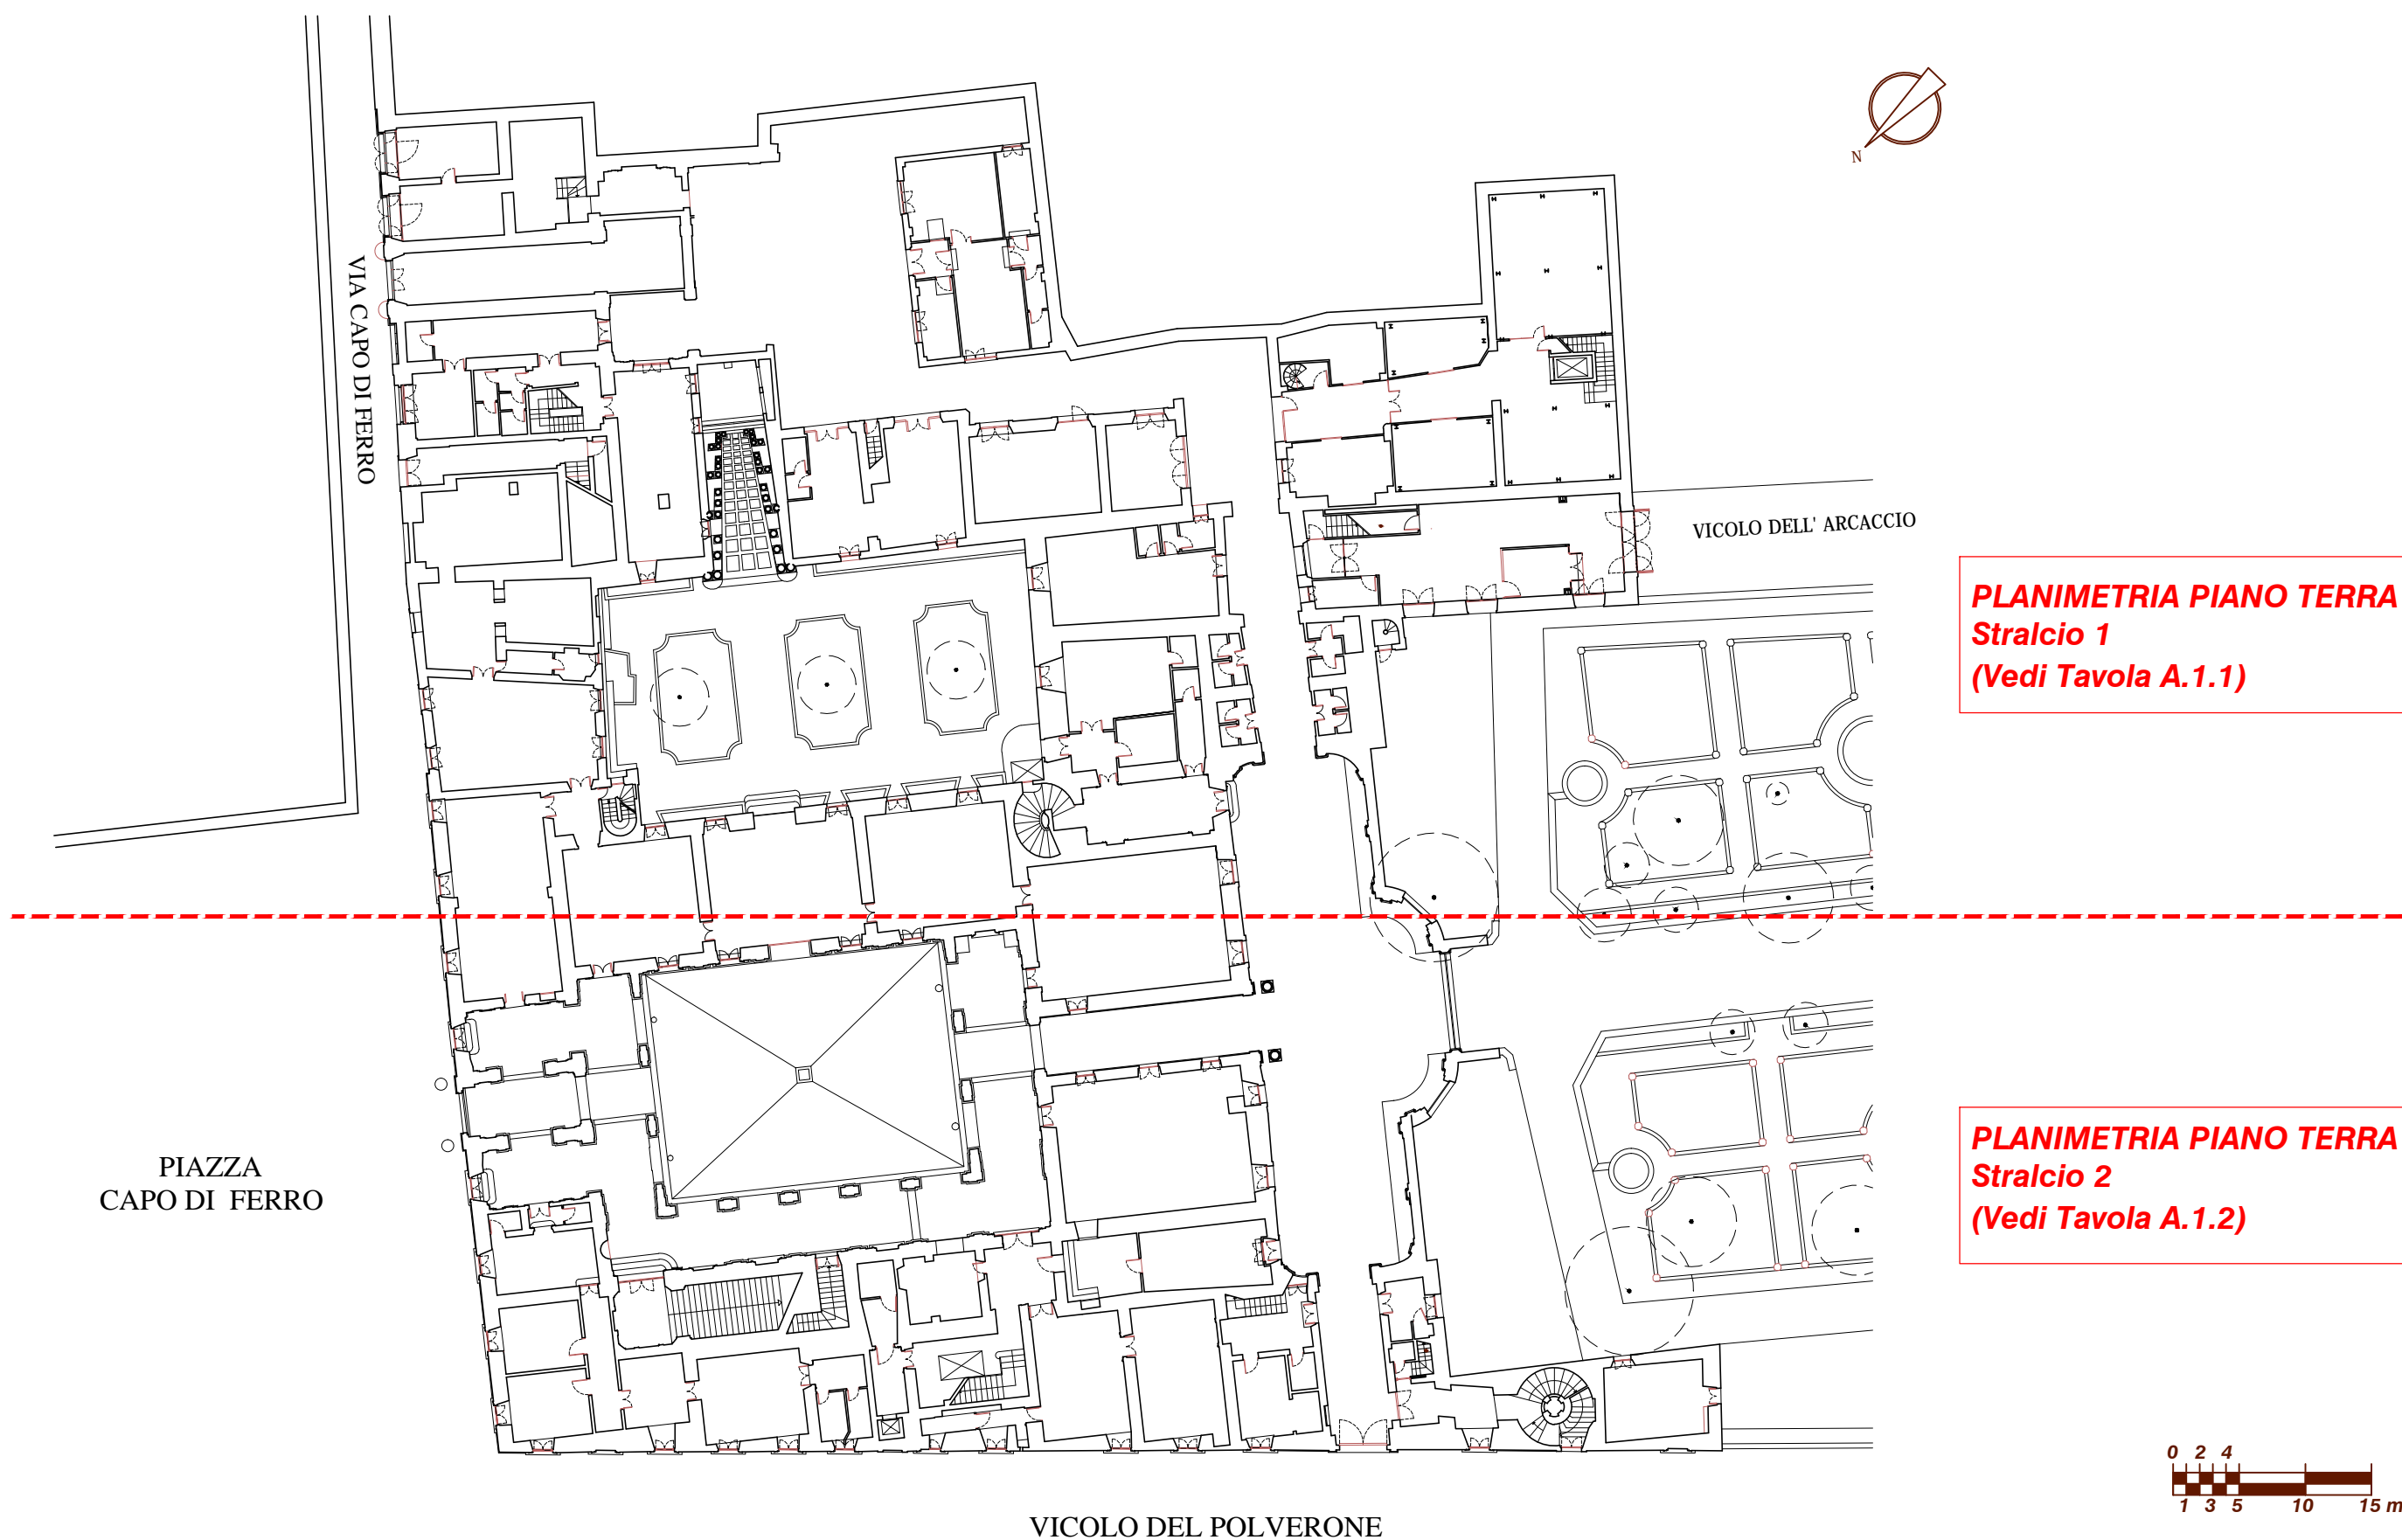 N
VIA CAPO DI FERRO
VICOLO DELL' ARCACCIO
PLANIMETRIA PIANO TERRA
Stralcio 1
(Vedi Tavola A.1.1)
PIAZZA
CAPO DI FERRO
PLANIMETRIA PIANO TERRA
Stralcio 2
(Vedi Tavola A.1.2)
0 2 4
1 3 5 10 15 m
VICOLO DEL POLVERONE